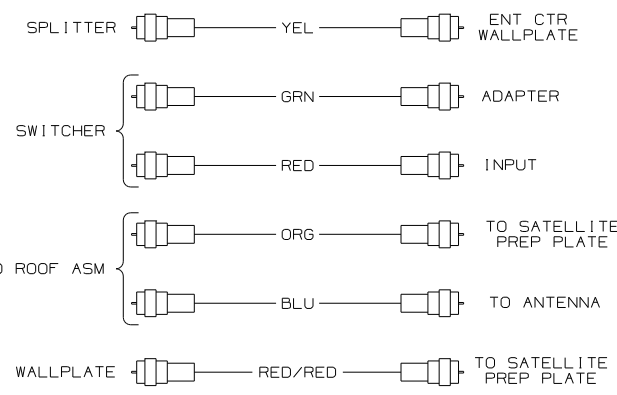 SPLITTER YEL ENT CTR
WALLPLATE
GRN ADAPTER
SWITCHER
RED INPUT
ORG TO SATELLITE
PREP PLATE
ROOF ASM
BLU TO ANTENNA
WALLPLATE RED/RED TO SATELLITE
PREP PLATE